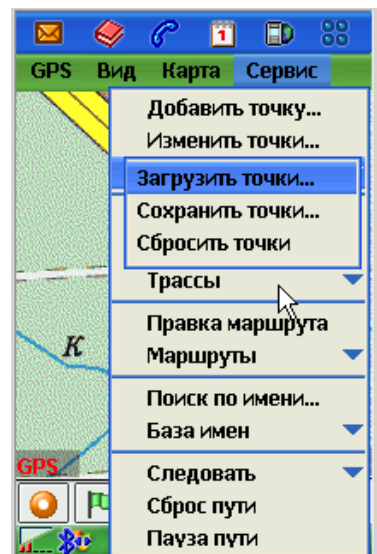 1
GPS Вид Карта Сервис
Добавить точку...
Изменить точки...
Загрузить точки...
Сохранить точки...
Сбросить точки
Трассы
Правка маршрута
К
Маршруты
Поиск по имени...
База имен
GPS
Следовать
Сброс пути
Пауза пути